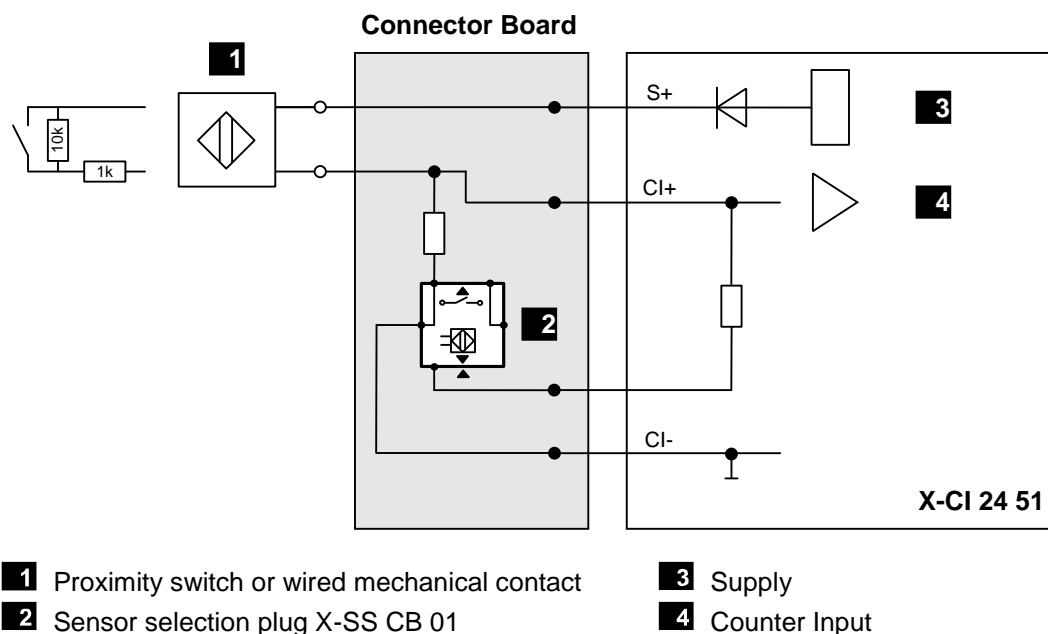 Connector Board
1
S+
3
10k
1k
CI+
4
2
CI-
X-CI 24 51
1 Proximity switch or wired mechanical contact
3 Supply
2 Sensor selection plug X-SS CB 01
4 Counter Input